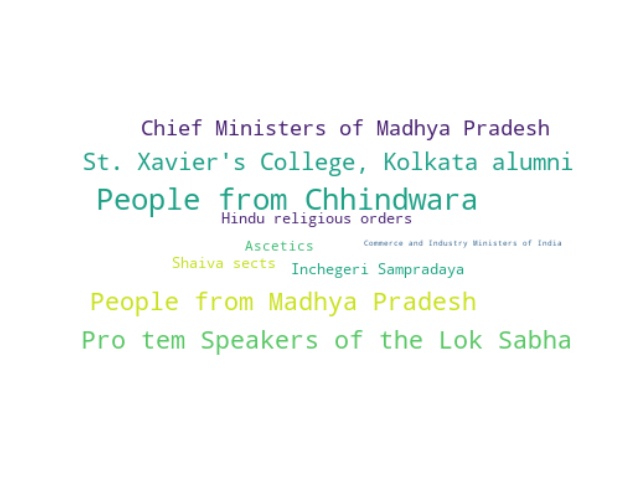 Chief Ministers of Madhya Pradesh
St. Xavier's College, Kolkata alumni
People from Chhindwara
Hindu religious orders
Ascetics
Commerce and Industry Ministers of India
Shaiva sects
Inchegeri Sampradaya
People from Madhya Pradesh
Pro tem Speakers of the Lok Sabha